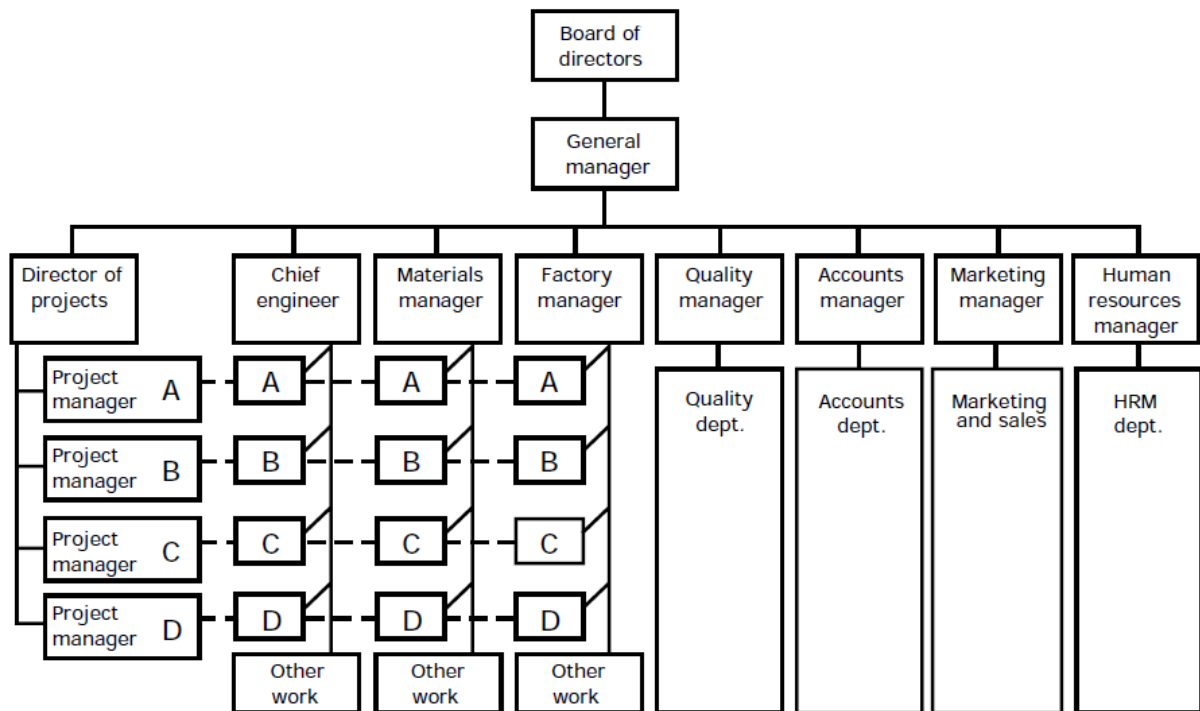 Board of
directors
General
manager
Director of
projects
Chief
engineer
Materials
manager
Factory
manager
Quality
manager
Accounts
manager
Marketing
manager
Human
resources
manager
Project
manager A
A
A
A
Project
manager B
B
B
B
Project
manager C
C
C
C
Project
manager D
D
D
D
Other
work
Other
work
Other
work
Quality
dept.
Accounts
dept.
Marketing
and sales
HRM
dept.